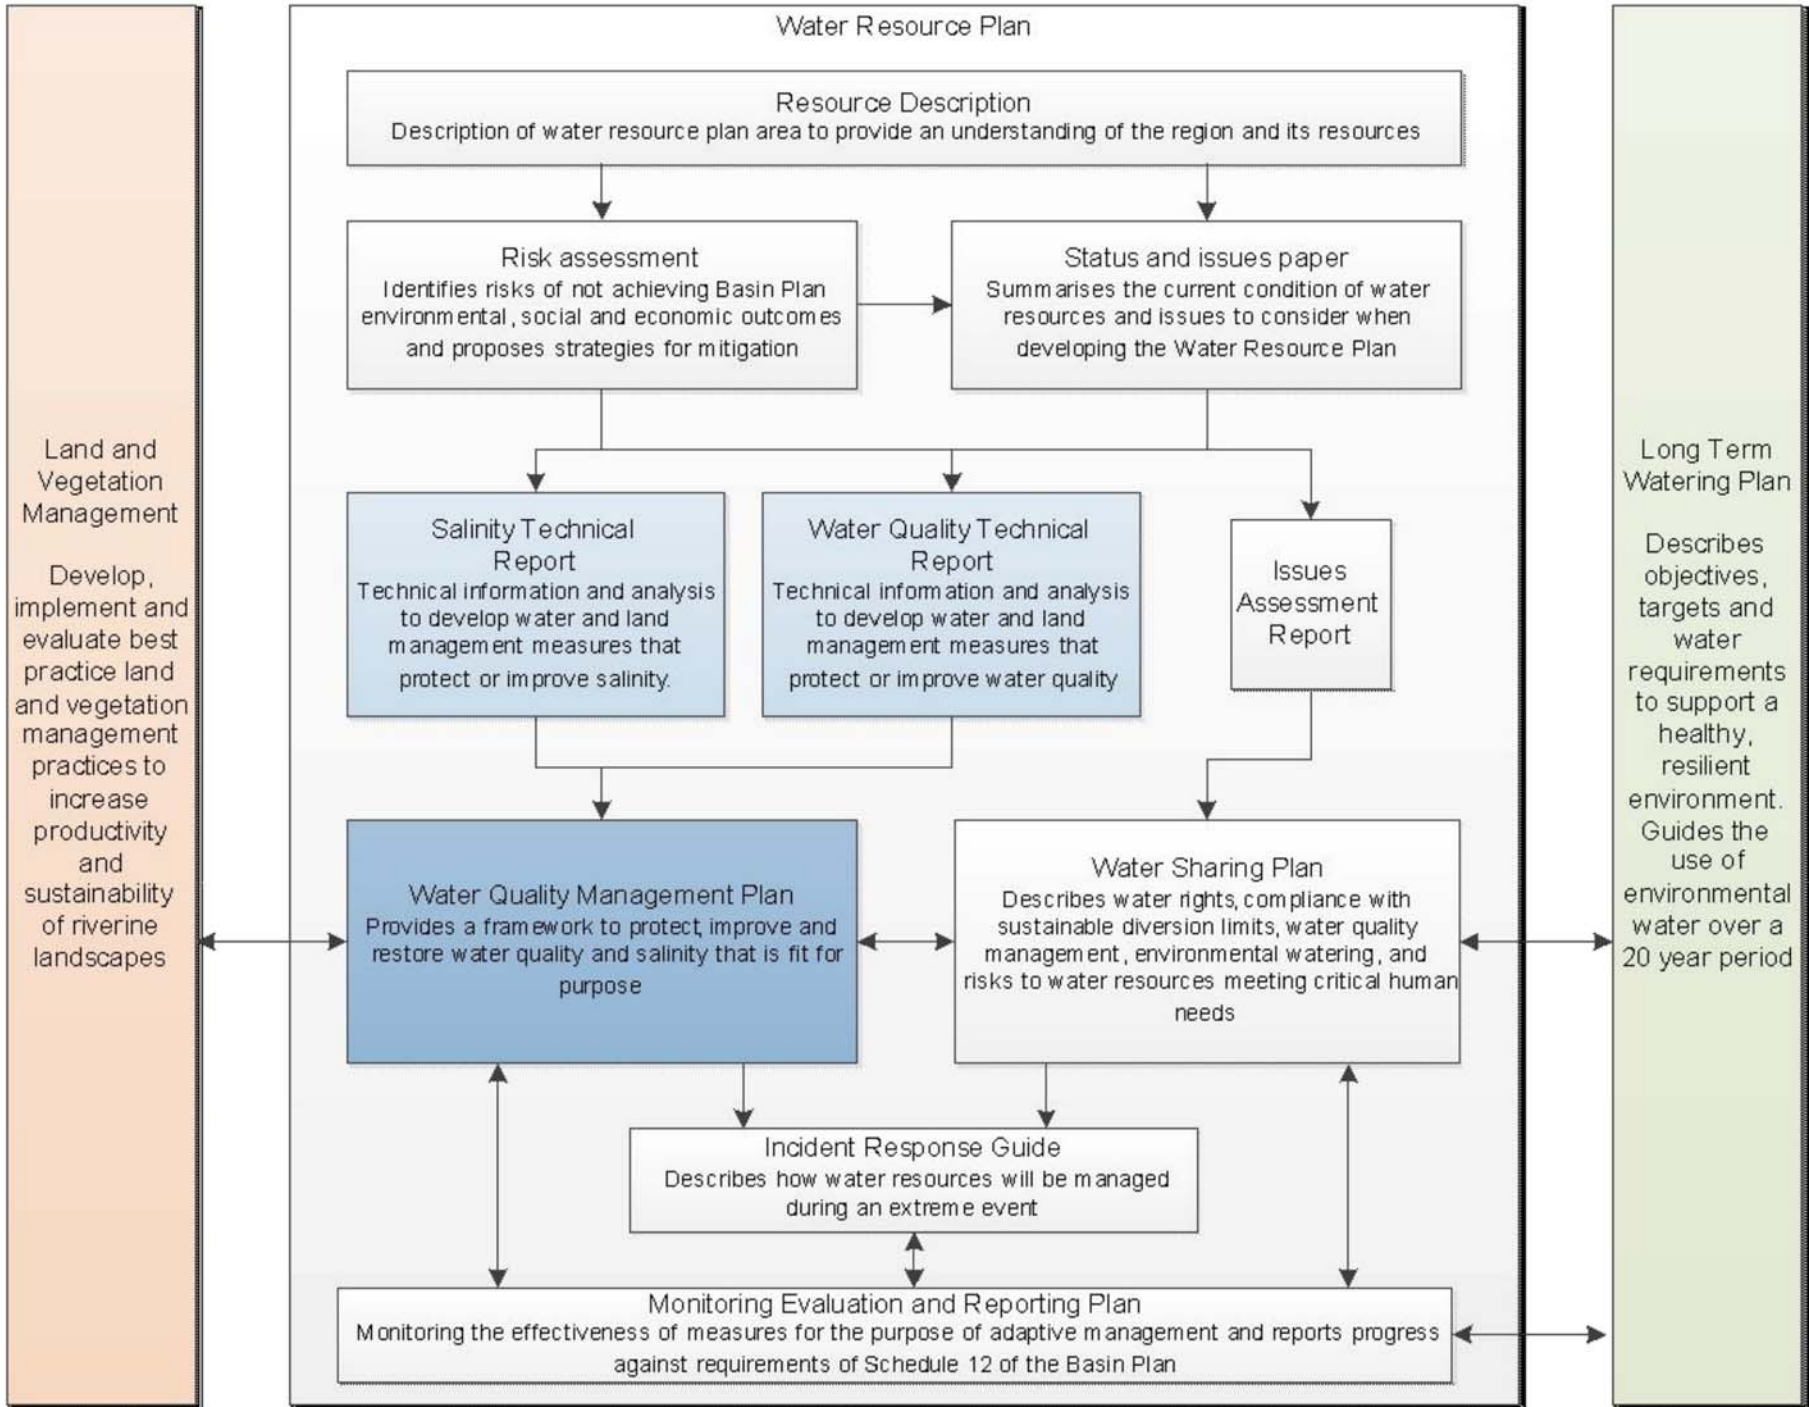 Water Resource Plan
Resource Description
Description of water resource plan area to provide an understanding of the region and its resources
Risk assessment
Identifies risks of not achieving Basin Plan
environmental, social and economic outcomes
and proposes strategies for mitigation
Status and issues paper
Summarises the current condition of water
resources and issues to consider when
developing the Water Resource Plan
Land and
Vegetation
Management
Develop,
implement and
evaluate best
practice land
and vegetation
management
practices to
increase
productivity
and
sustainability
of riverine
landscapes
Salinity Technical
Report
Technical information and analysis
to develop water and land
management measures that
protect or improve salinity.
Water Quality Technical
Report
Technical information and analysis
to develop water and land
management measures that
protect or improve water quality
Issues
Assessment
Report
Long Term
Watering Plan
Describes
objectives,
targets and
water
requirements
to support a
healthy,
resilient
environment.
Guides the
use of
environmental
water over a
20 year period
Water Quality Management Plan
Provides a framework to protect, improve and
restore water quality and salinity that is fit for
purpose
Water Sharing Plan
Describes water rights, compliance with
sustainable diversion limits, water quality
management, environmental watering, and
risks to water resources meeting critical human
needs
Incident Response Guide
Describes how water resources will be managed
during an extreme event
Monitoring Evaluation and Reporting Plan
Monitoring the effectiveness of measures for the purpose of adaptive management and reports progress
against requirements of Schedule 12 of the Basin Plan